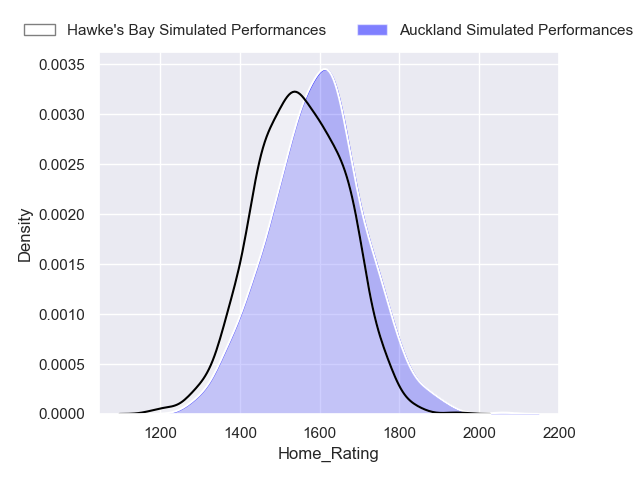 Hawke's Bay Simulated Performances
Auckland Simulated Performances
0.0035
0.0030
0.0025
0.0020
0.0015
0.0010
0.0005
0.0000
Density
1200 1400 1600 1800 2000 2200
Home_Rating